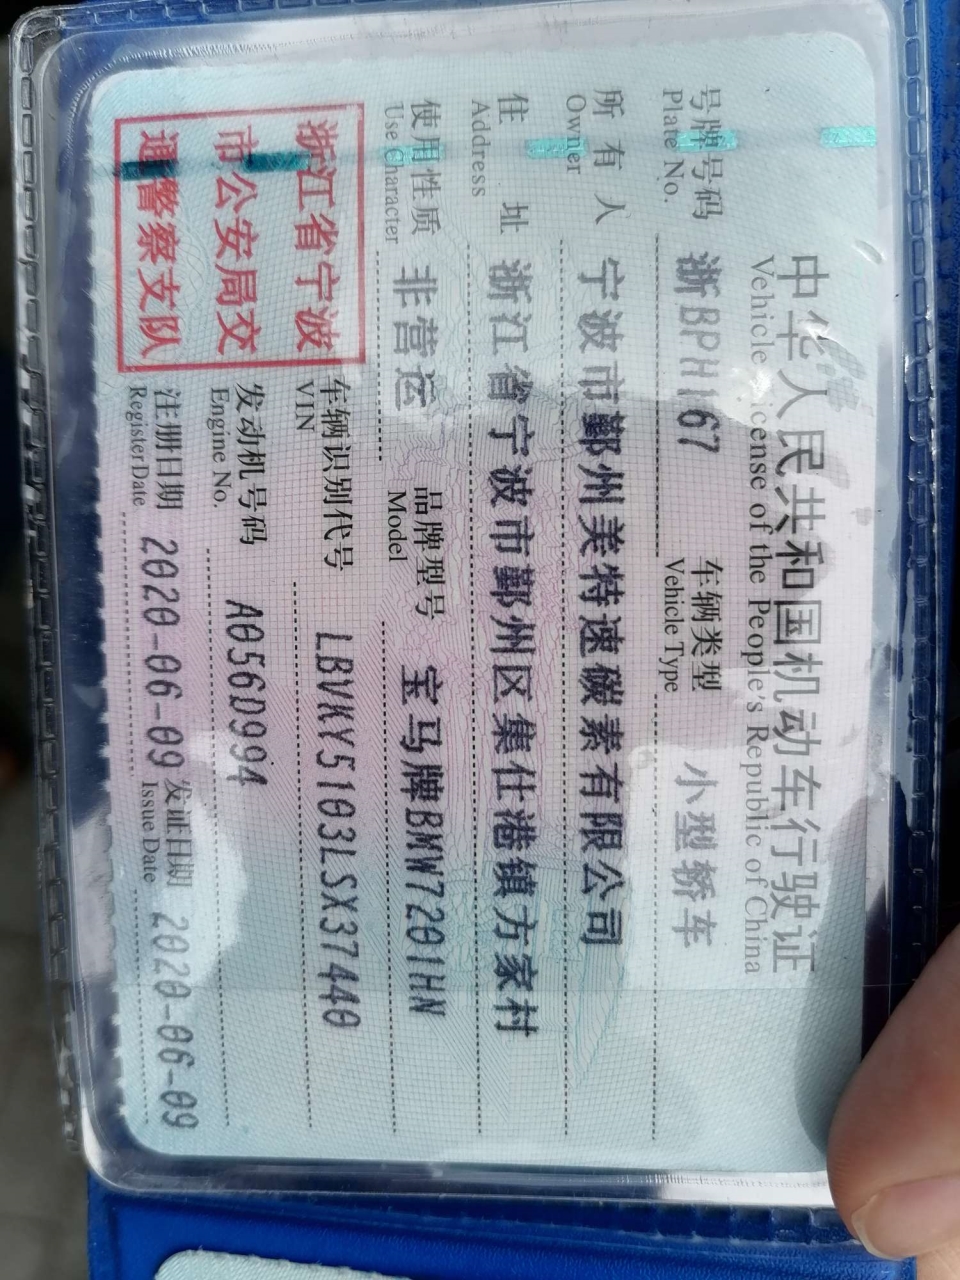 中华人民共和国机动车行驶证
Vehicle License of the People's Republic of China
号牌号码 浙BPH167 车辆类型 小型轿车
Plate No. Vehicle Type
所有人 宁波市鄞州美特速碳素有限公司
Owner
住址 浙江省宁波市鄞州区集仕港镇方家村
Address
使用性质 非营运 品牌型号 宝马牌BMW7201HN
Use Character Model
浙江省宁波
市公安局交
通警察支队
车辆识别代号 LBVKY5103LSX37440
VIN
发动机号码 A056D994
Engine No.
注册日期 2020-06-09 发证日期 2020-06-09
Register Date Issue Date